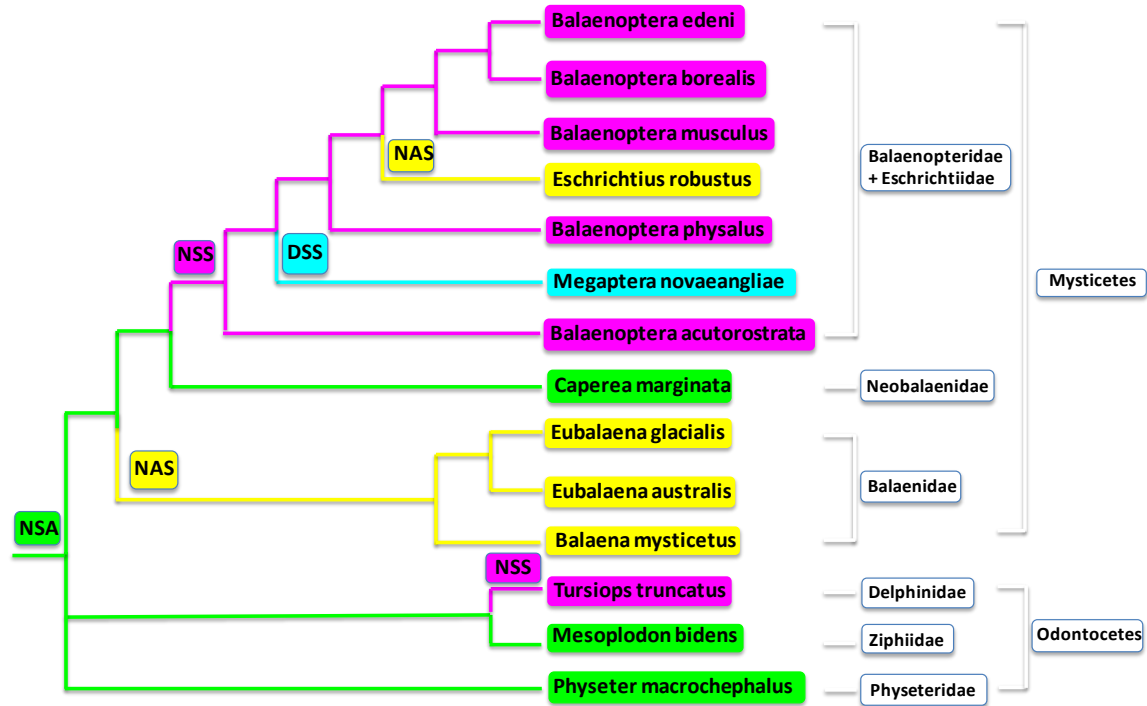 Balaenoptera edeni
Balaenoptera borealis
Balaenoptera musculus
NAS
Eschrichtius robustus
Balaenopteridae
+ Eschrichtiidae
Balaenoptera physalus
NSS
DSS
Megaptera novaeangliae
Mysticetes
Balaenoptera acutorostrata
Caperea marginata
Neobalaenidae
Eubalaena glacialis
NAS
Eubalaena australis
Balaenidae
NSA
Balaena mysticetus
NSS
Tursiops truncatus
Delphinidae
Mesoplodon bidens
Ziphiidae
Odontocetes
Physeter macrochephalus
Physeteridae